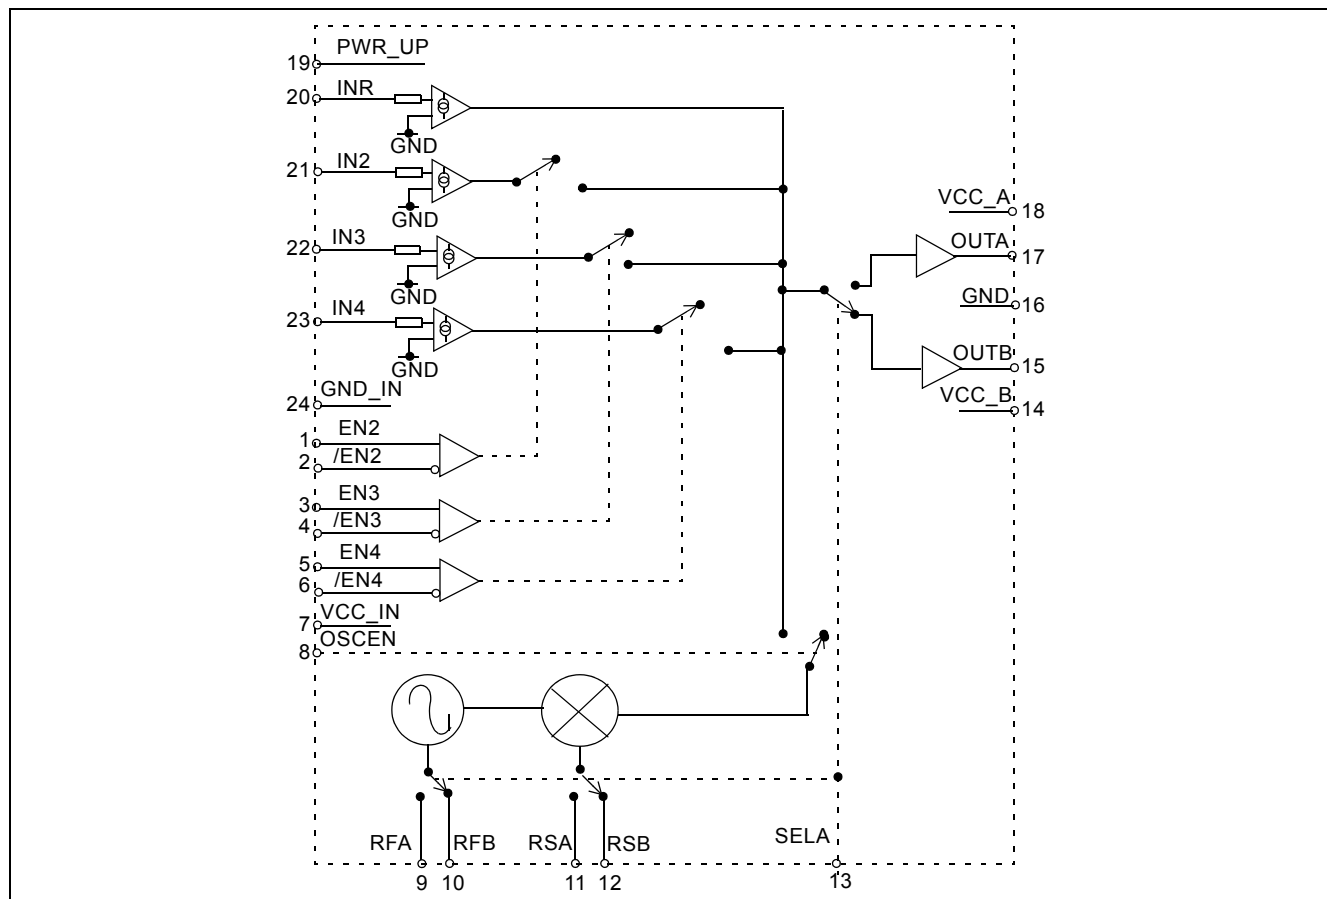 PWR_UP
19
INR
20
GND
IN2
21
GND
IN3
22
GND
IN4
23
GND
GND_IN
24
EN2
1
/EN2
2
EN3
3
/EN3
4
EN4
5
/EN4
6
VCC_IN
7
OSCEN
8
VCC_A
18
OUTA
17
GND
16
OUTB
15
VCC_B
14
RFA
RFB
RSA
RSB
SELA
9
10
11
12
13